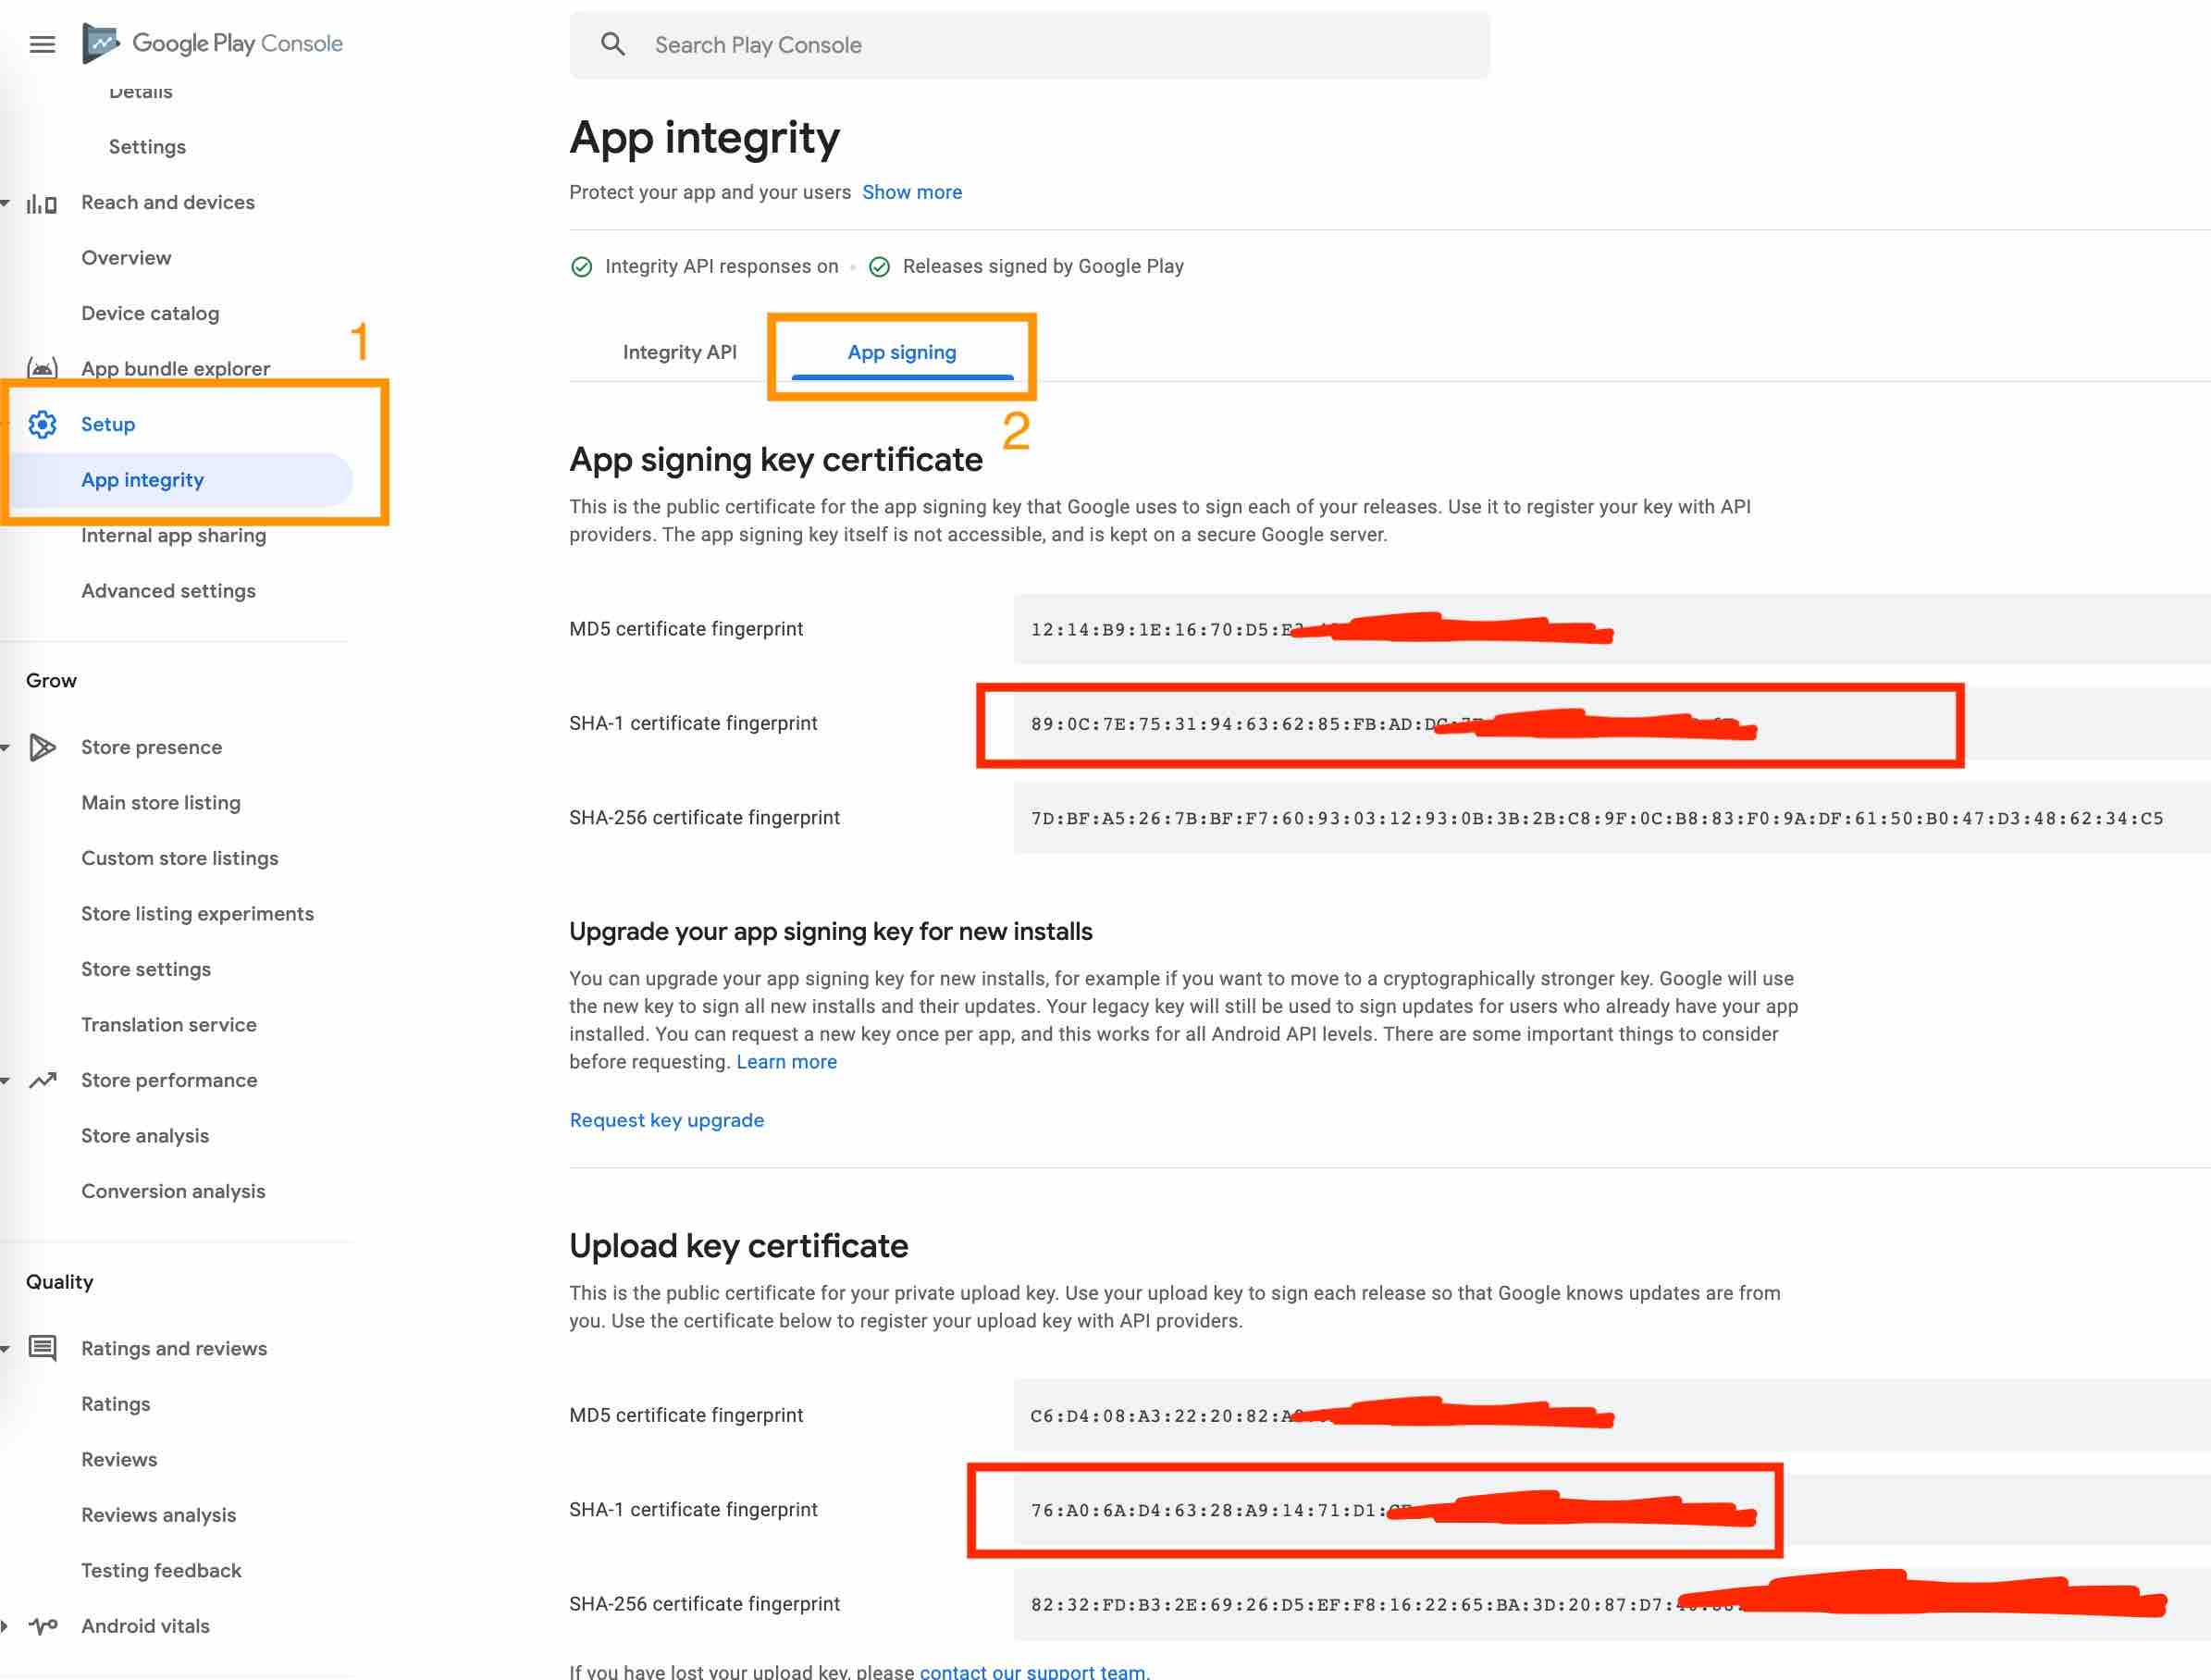 Google Play Console
Search Play Console
Details
Settings
Reach and devices
Overview
Device catalog
App bundle explorer
1
Setup
App integrity
Internal app sharing
Advanced settings
Grow
Store presence
Main store listing
Custom store listings
Store listing experiments
Store settings
Translation service
Store performance
Store analysis
Conversion analysis
Quality
Ratings and reviews
Ratings
Reviews
Reviews analysis
Testing feedback
Android vitals
App integrity
Protect your app and your users Show more
Integrity API responses on • Releases signed by Google Play
Integrity API App signing
2
App signing key certificate
This is the public certificate for the app signing key that Google uses to sign each of your releases. Use it to register your key with API
providers. The app signing key itself is not accessible, and is kept on a secure Google server.
MD5 certificate fingerprint 12:14:B9:1E:16:70:D5:
SHA-1 certificate fingerprint 89:0C:7E:75:31:94:63:62:85:FB:AD:
SHA-256 certificate fingerprint 7D:BF:A5:26:7B:BF:F7:60:93:03:12:93:0B:3B:2B:C8:9F:0C:B8:83:F0:9A:DF:61:50:B0:47:D3:48:62:34:C5
Upgrade your app signing key for new installs
You can upgrade your app signing key for new installs, for example if you want to move to a cryptographically stronger key. Google will use
the new key to sign all new installs and their updates. Your legacy key will still be used to sign updates for users who already have your app
installed. You can request a new key once per app, and this works for all Android API levels. There are some important things to consider
before requesting. Learn more
Request key upgrade
Upload key certificate
This is the public certificate for your private upload key. Use your upload key to sign each release so that Google knows updates are from
you. Use the certificate below to register your upload key with API providers.
MD5 certificate fingerprint C6:D4:08:A3:22:20:82:
SHA-1 certificate fingerprint 76:A0:6A:D4:63:28:A9:14:71:D1:
SHA-256 certificate fingerprint 82:32:FD:B3:2E:69:26:D5:EF:F8:16:22:65:BA:3D:20:87:D7:
If you have lost your upload key, please contact our support team.